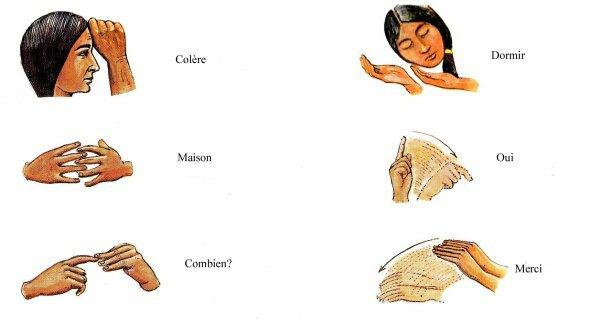 Colère
Dormir
Maison
Oui
Combien?
Merci